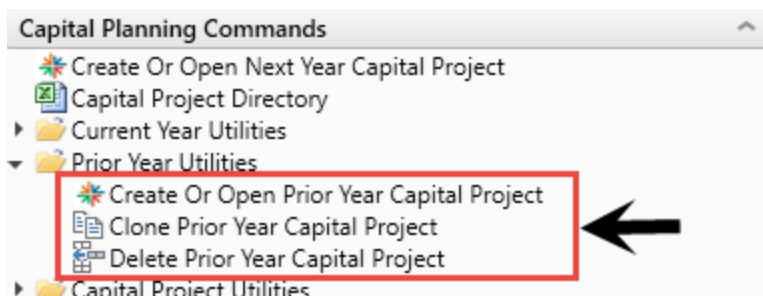 Capital Planning Commands
Create Or Open Next Year Capital Project
Capital Project Directory
Current Year Utilities
Prior Year Utilities
Create Or Open Prior Year Capital Project
Clone Prior Year Capital Project
Delete Prior Year Capital Project
Capital Project Utilities